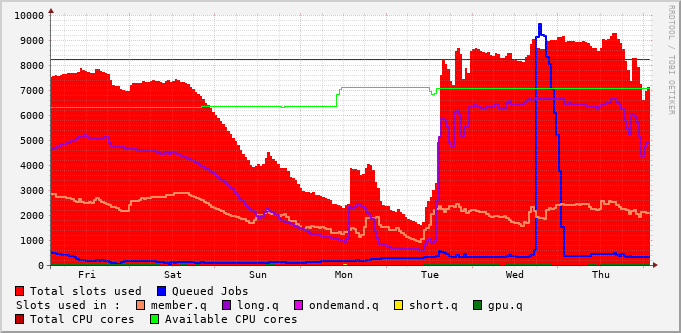 10000
9000
8000
7000
6000
5000
4000
3000
2000
1000
0
Fri Sat Sun Mon Tue Wed Thu
RRDTOOL / TOBI OETIKER
Total slots used Queued Jobs
Slots used in : member.q long.q ondemand.q short.q gpu.q
Total CPU cores Available CPU cores